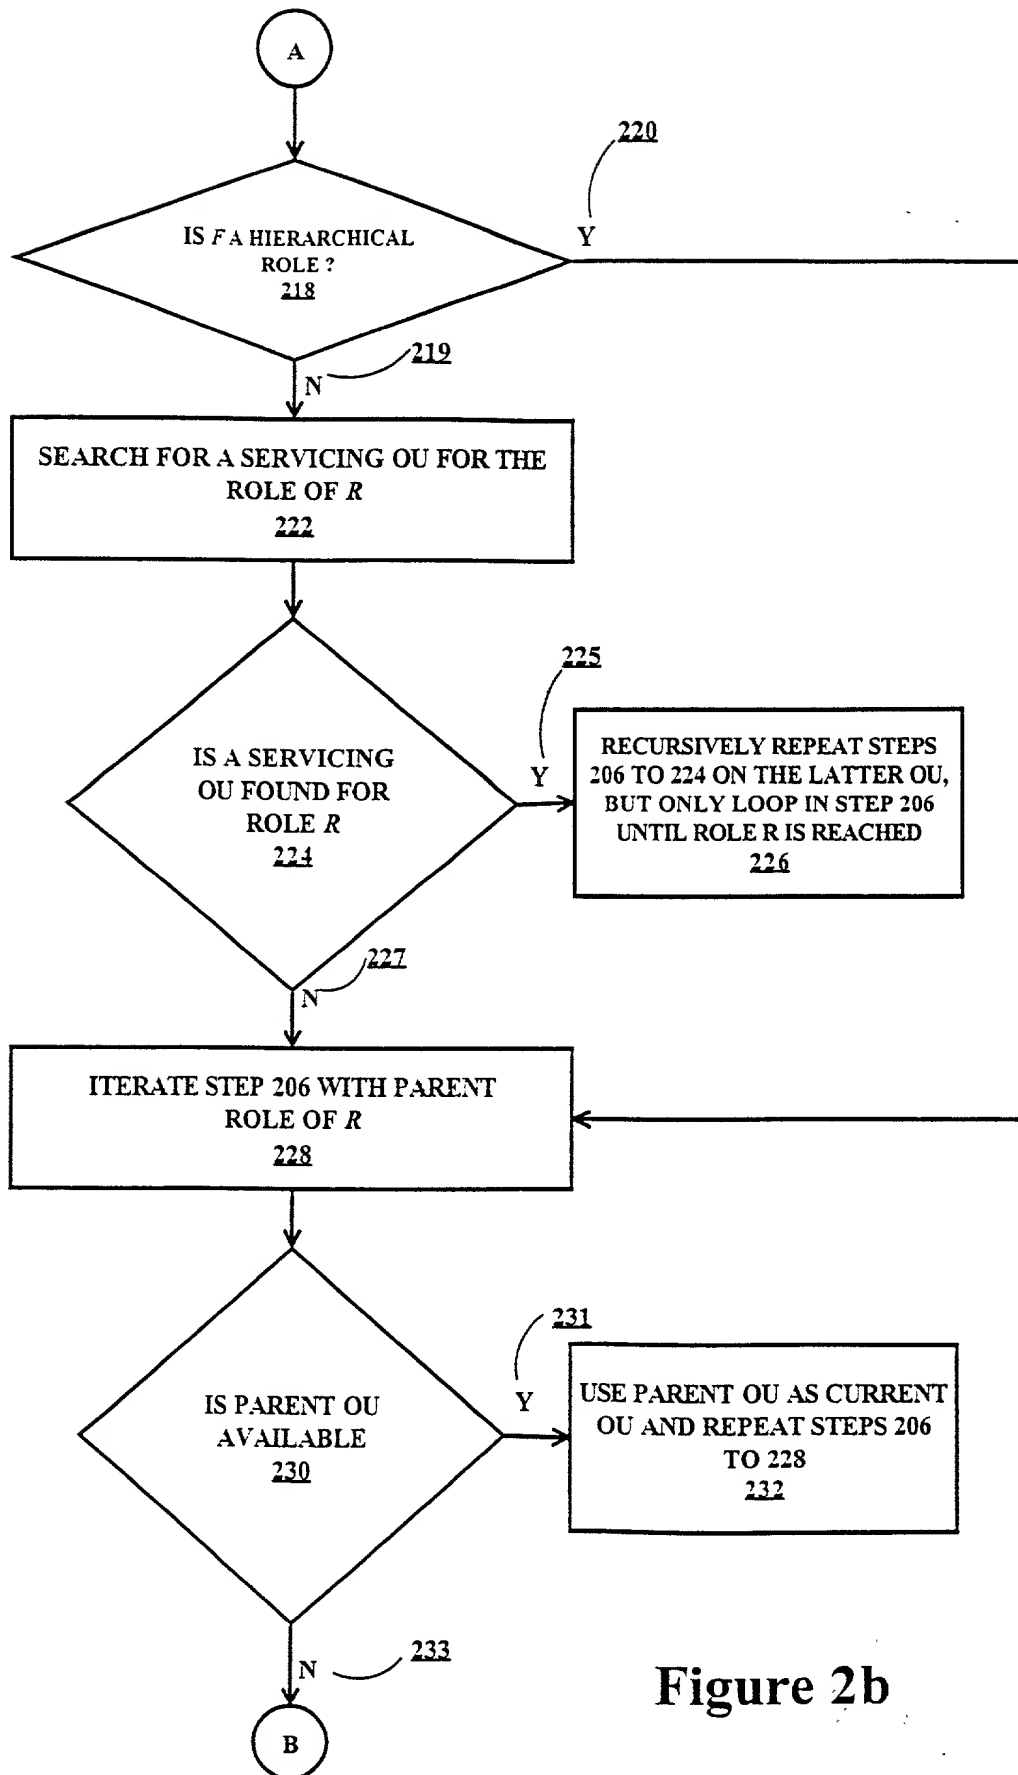 A
220
IS F A HIERARCHICAL
ROLE ?
218
Y
219
N
SEARCH FOR A SERVICING OU FOR THE
ROLE OF R
222
225
IS A SERVICING
OU FOUND FOR
ROLE R
224
Y
RECURSIVELY REPEAT STEPS
206 TO 224 ON THE LATTER OU,
BUT ONLY LOOP IN STEP 206
UNTIL ROLE R IS REACHED
226
227
N
ITERATE STEP 206 WITH PARENT
ROLE OF R
228
231
IS PARENT OU
AVAILABLE
230
Y
USE PARENT OU AS CURRENT
OU AND REPEAT STEPS 206
TO 228
232
233
N
Figure 2b
B